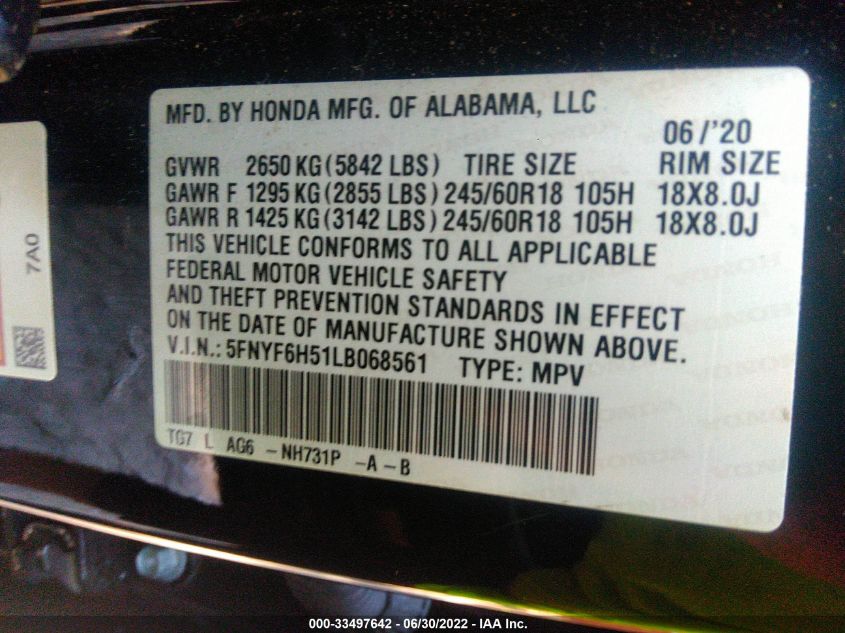 MFD. BY HONDA MFG. OF ALABAMA, LLC
06/'20
GVWR 2650 KG (5842 LBS) TIRE SIZE RIM SIZE
GAWR F 1295 KG (2855 LBS) 245/60R18 105H 18X8.0J
GAWR R 1425 KG (3142 LBS) 245/60R18 105H 18X8.0J
THIS VEHICLE CONFORMS TO ALL APPLICABLE
FEDERAL MOTOR VEHICLE SAFETY
AND THEFT PREVENTION STANDARDS IN EFFECT
ON THE DATE OF MANUFACTURE SHOWN ABOVE.
V.I.N.: 5FNYF6H51LB068561 TYPE: MPV
TG7 L AG6 - NH731P - A - B
7A0
000-33497642 - 06/30/2022 - IAA Inc.